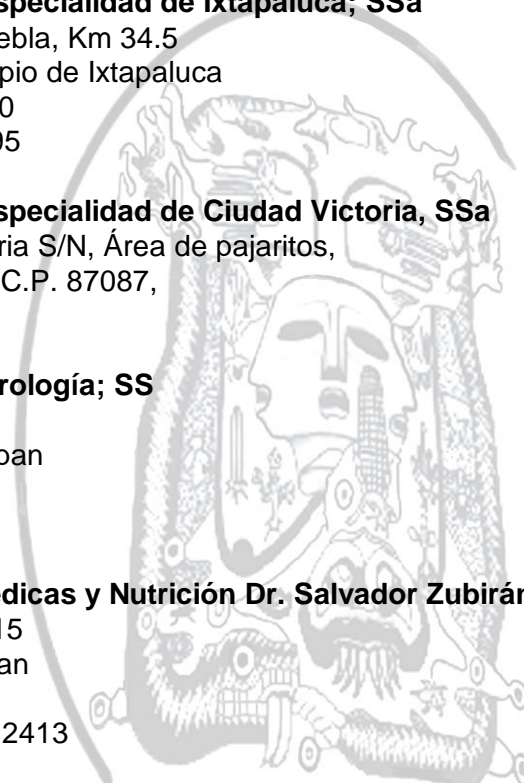 specialidad de Ixtapaluca; SSa
ebla, Km 34.5
pio de Ixtapaluca
0
95
specialidad de Ciudad Victoria, SSa
ria S/N, Área de pajaritos,
C.P. 87087,
rología; SS
pan
édicas y Nutrición Dr. Salvador Zubirán
15
an
2413